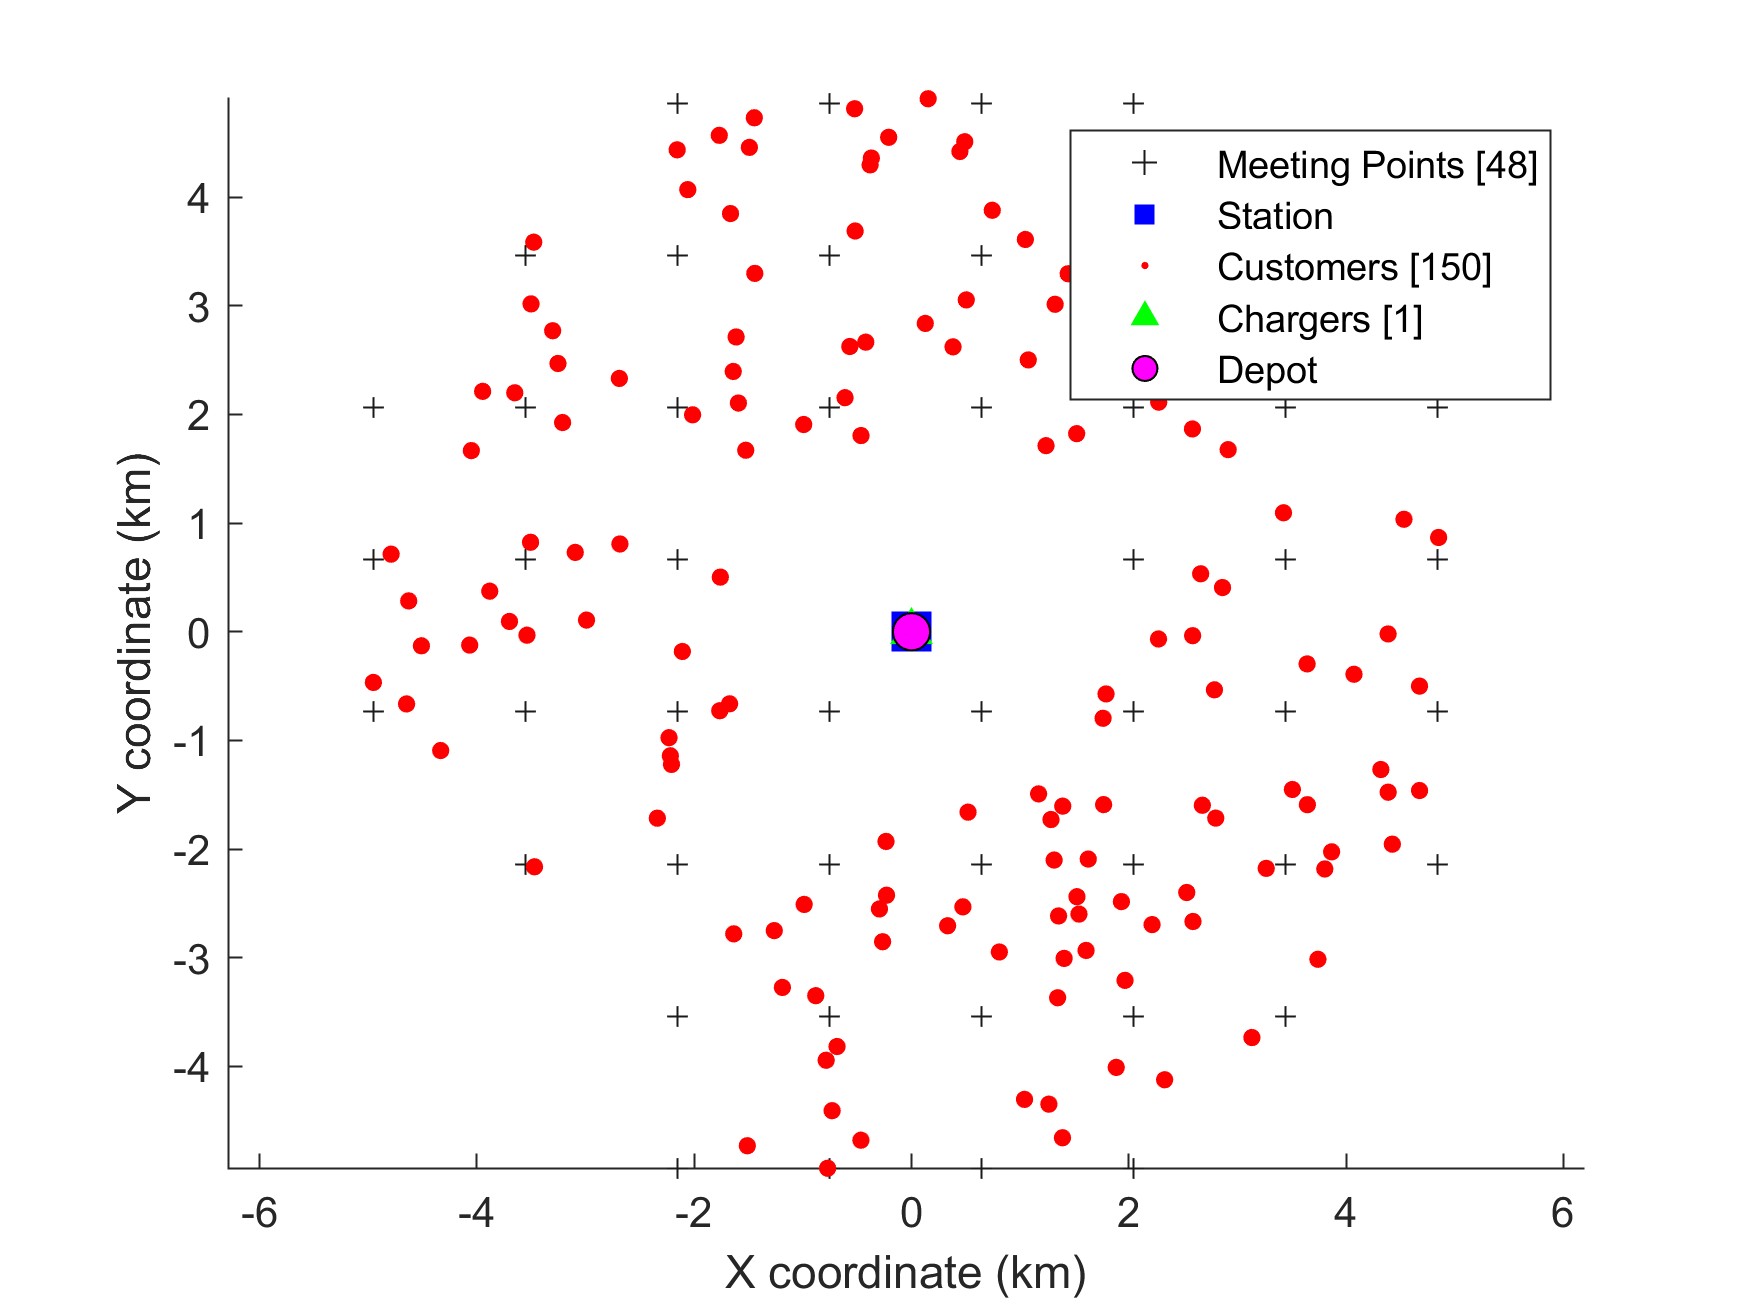 Meeting Points [48]
Station
Customers [150]
Chargers [1]
Depot
4
3
2
1
0
-1
-2
-3
-4
-6
-4
-2
0
2
4
6
X coordinate (km)
Y coordinate (km)